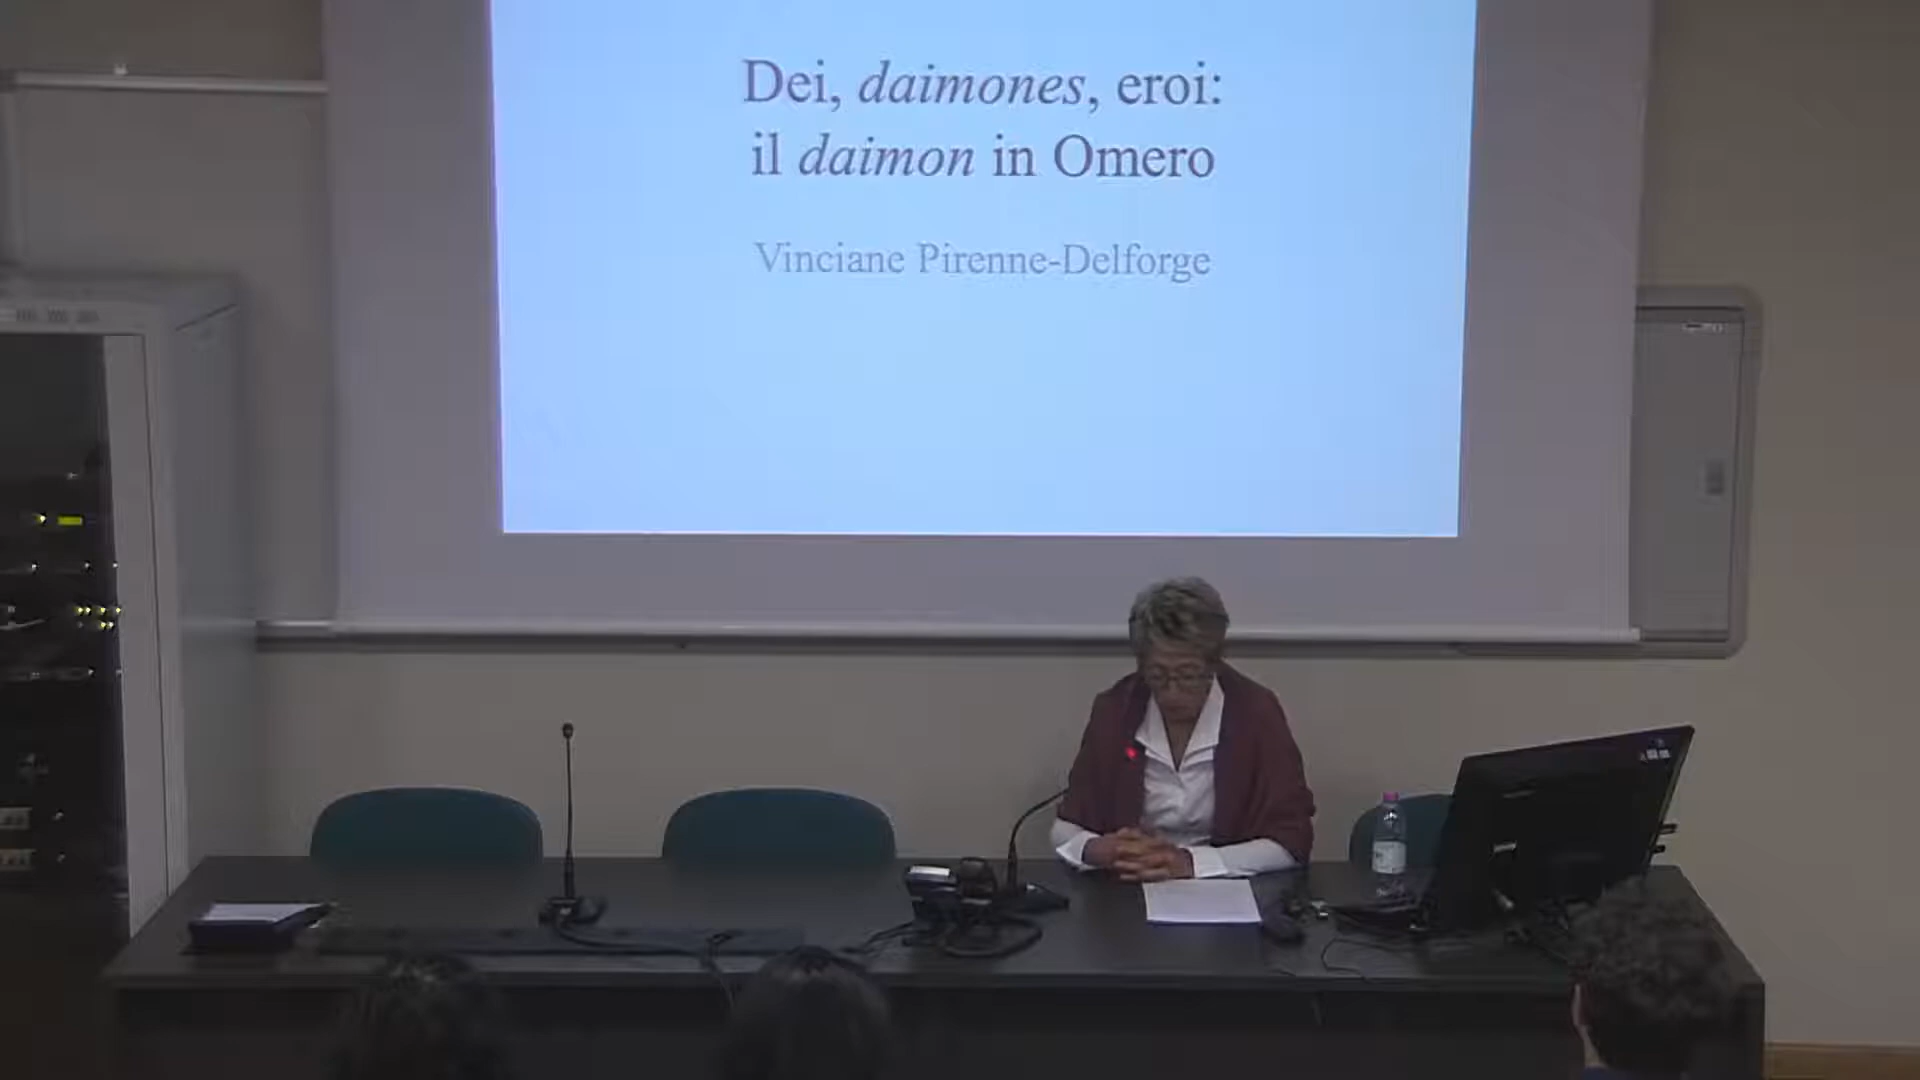 Dei, daimones, eroi:
il daimon in Omero
Vinciane Pirenne-Delforge